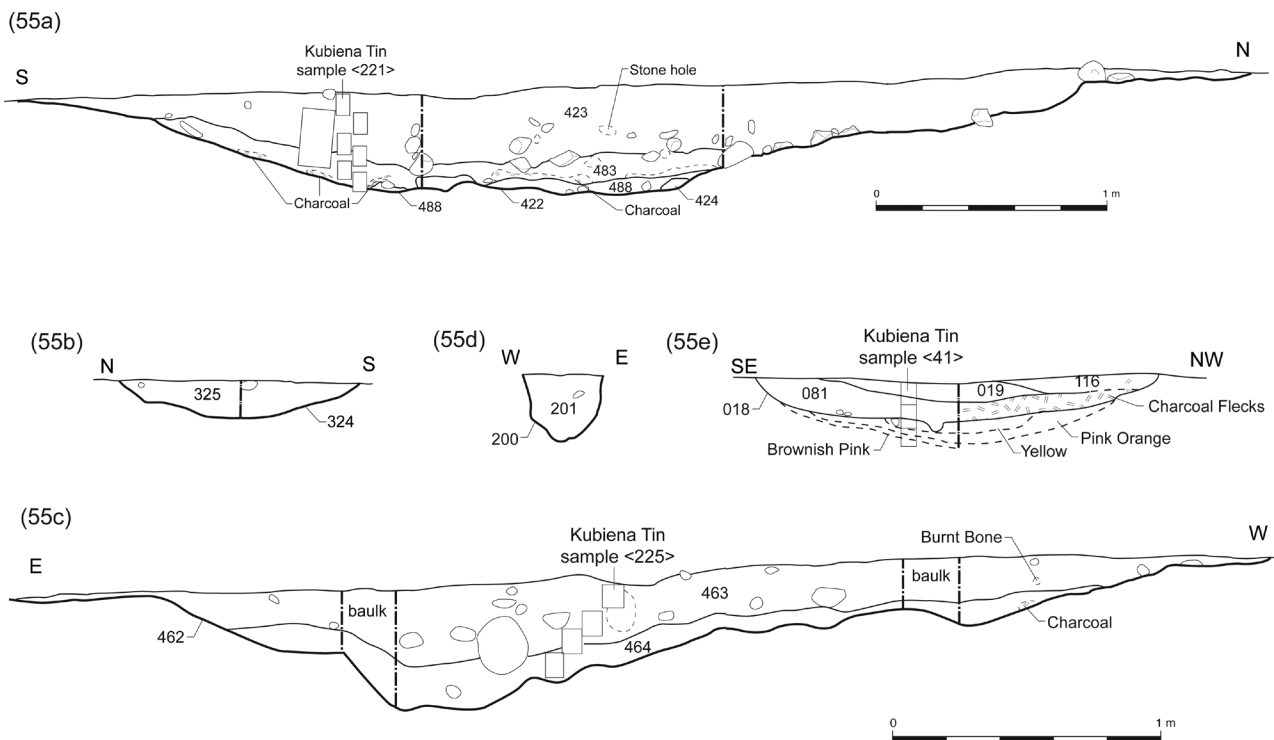 (55a)
S
Kubiena Tin
sample <221>
Stone hole
N
423
483
488
Charcoal
488
422
Charcoal
424
0
1 m
(55b)
N
S
325
324
(55d)
W
E
201
200
(55e)
Kubiena Tin
sample <41>
SE
NW
081
019
116
018
Charcoal Flecks
Brownish Pink
Yellow
Pink Orange
(55c)
E
Kubiena Tin
sample <225>
Burnt Bone
W
baulk
463
baulk
462
464
Charcoal
0
1 m